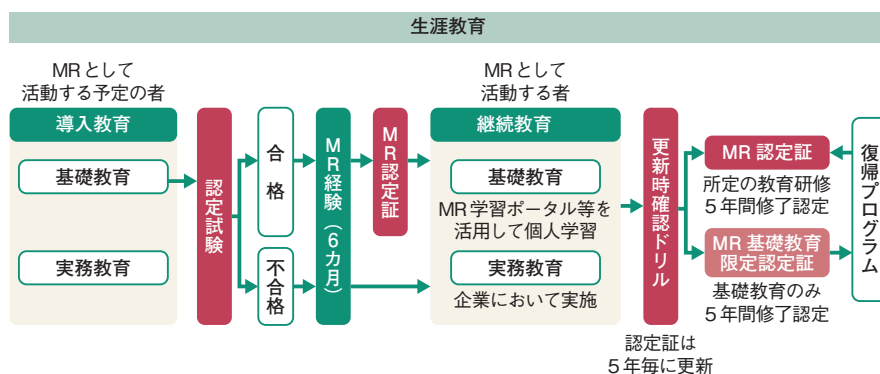 生涯教育
MRとして
活動する予定の者
導入教育
基礎教育
実務教育
認定試験
合格
不合格
MR経験（6カ月）
MR認定証
MRとして
活動する者
継続教育
基礎教育
MR学習ポータル等を
活用して個人学習
実務教育
企業において実施
更新時確認ドリル
認定証は
5年毎に更新
MR 認定証
所定の教育研修
5年間修了認定
MR 基礎教育
限定認定証
基礎教育のみ
5年間修了認定
復帰プログラム